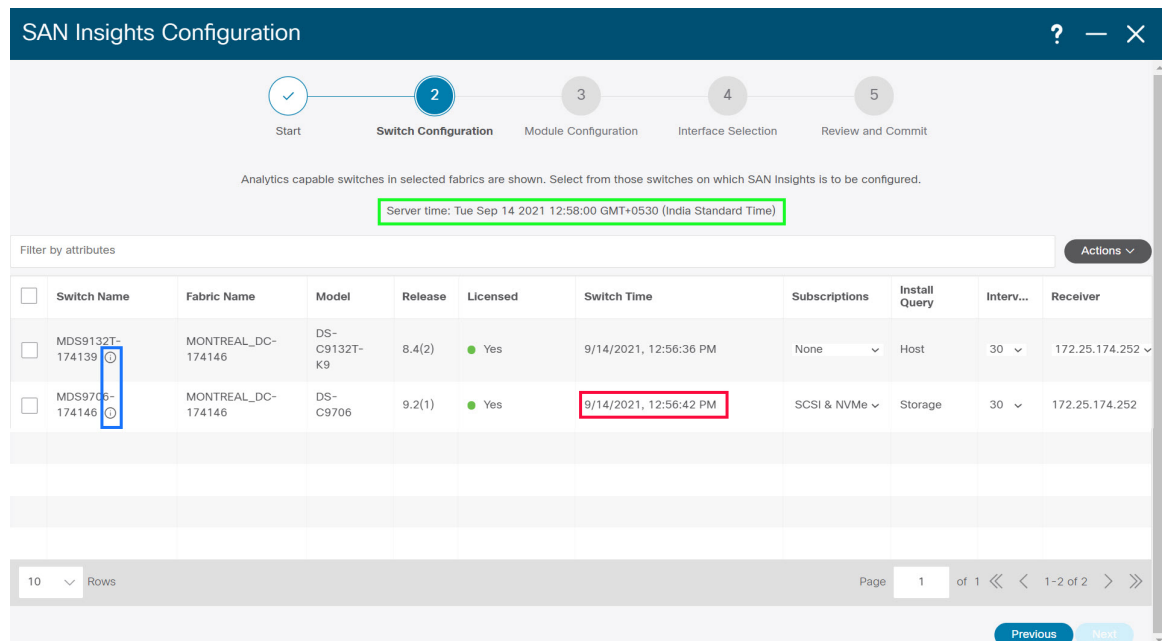 SAN Insights Configuration ?
2 3 4 5
Start Switch Configuration Module Configuration Interface Selection Review and Commit
Analytics capable switches in selected fabrics are shown. Select from those switches on which SAN Insights is to be configured.
Server time: Tue Sep 14 2021 12:58:00 GMT+0530 (India Standard Time)
Filter by attributes Actions
Switch Name Fabric Name Model Release Licensed Switch Time Subscriptions Install Query Interv... Receiver
MDS9132T-174139 MONTREAL_DC-174146 DS-C9132T-K9 8.4(2) Yes 9/14/2021, 12:56:36 PM None Host 30 172.25.174.252
MDS9706-174146 MONTREAL_DC-174146 DS-C9706 9.2(1) Yes 9/14/2021, 12:56:42 PM SCSI & NVMe Storage 30 172.25.174.252
10 Rows Page 1 of 1 1-2 of 2
Previous Next